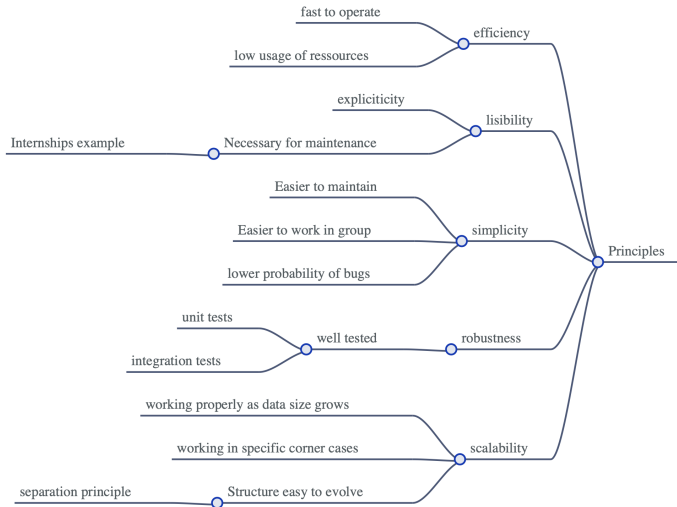 fast to operate
efficiency
low usage of ressources
expliciticity
lisibility
Internships example
Necessary for maintenance
Easier to maintain
Easier to work in group
simplicity
lower probability of bugs
Principles
unit tests
well tested
robustness
integration tests
working properly as data size grows
working in specific corner cases
scalability
separation principle
Structure easy to evolve